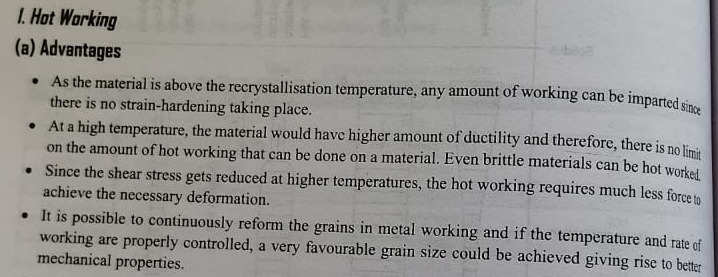 1. Hot Working
(a) Advantages
• As the material is above the recrystallisation temperature, any amount of working can be imparted since
there is no strain-hardening taking place.
• At a high temperature, the material would have higher amount of ductility and therefore, there is no limit
on the amount of hot working that can be done on a material. Even brittle materials can be hot worked.
• Since the shear stress gets reduced at higher temperatures, the hot working requires much less force to
achieve the necessary deformation.
• It is possible to continuously reform the grains in metal working and if the temperature and rate of
working are properly controlled, a very favourable grain size could be achieved giving rise to better
mechanical properties.